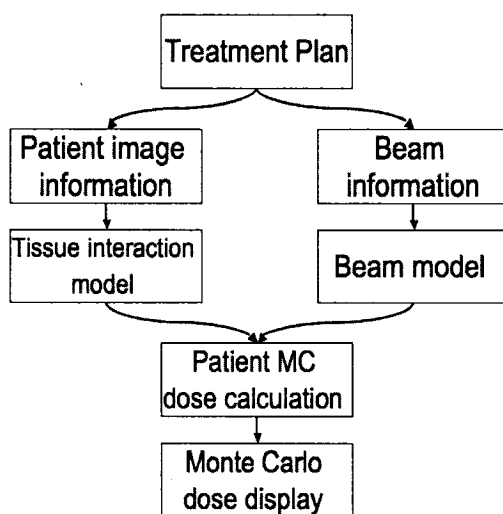 Treatment Plan
Patient image
information
Beam
information
Tissue interaction
model
Beam model
Patient MC
dose calculation
Monte Carlo
dose display